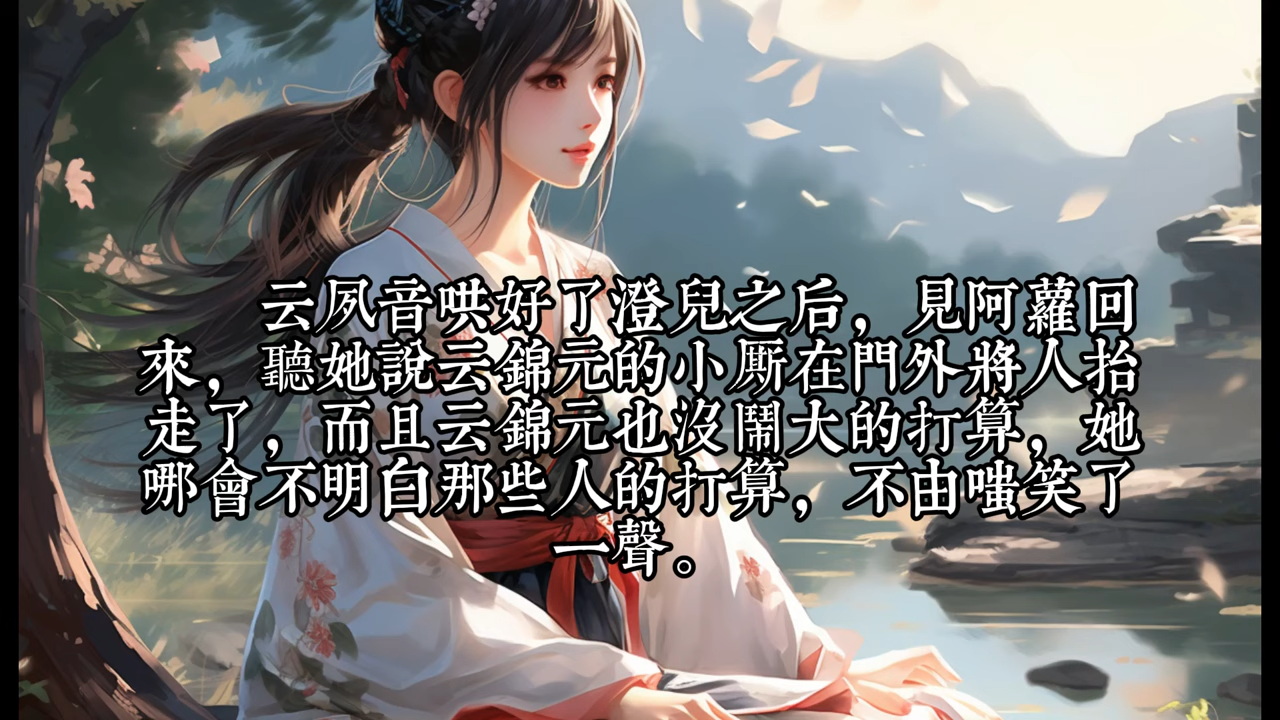 云夙音哄好了澄兒之后，見阿蘿回
來，聽她說云錦元的小厮在門外將人抬
走了，而且云錦元也沒鬧大的打算，她
哪會不明白那些人的打算，不由嗤笑了
一聲。